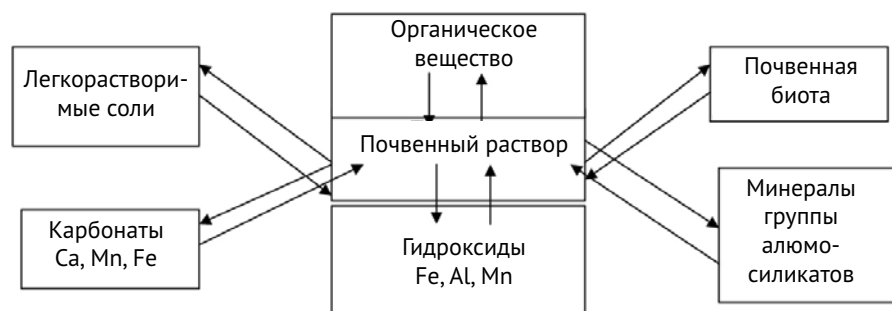 Органическое
вещество
Легкораствори-
мые соли
Почвенная
биота
Почвенный раствор
Карбонаты
Ca, Mn, Fe
Гидроксиды
Fe, Al, Mn
Минералы
группы
алюмо-
силикатов